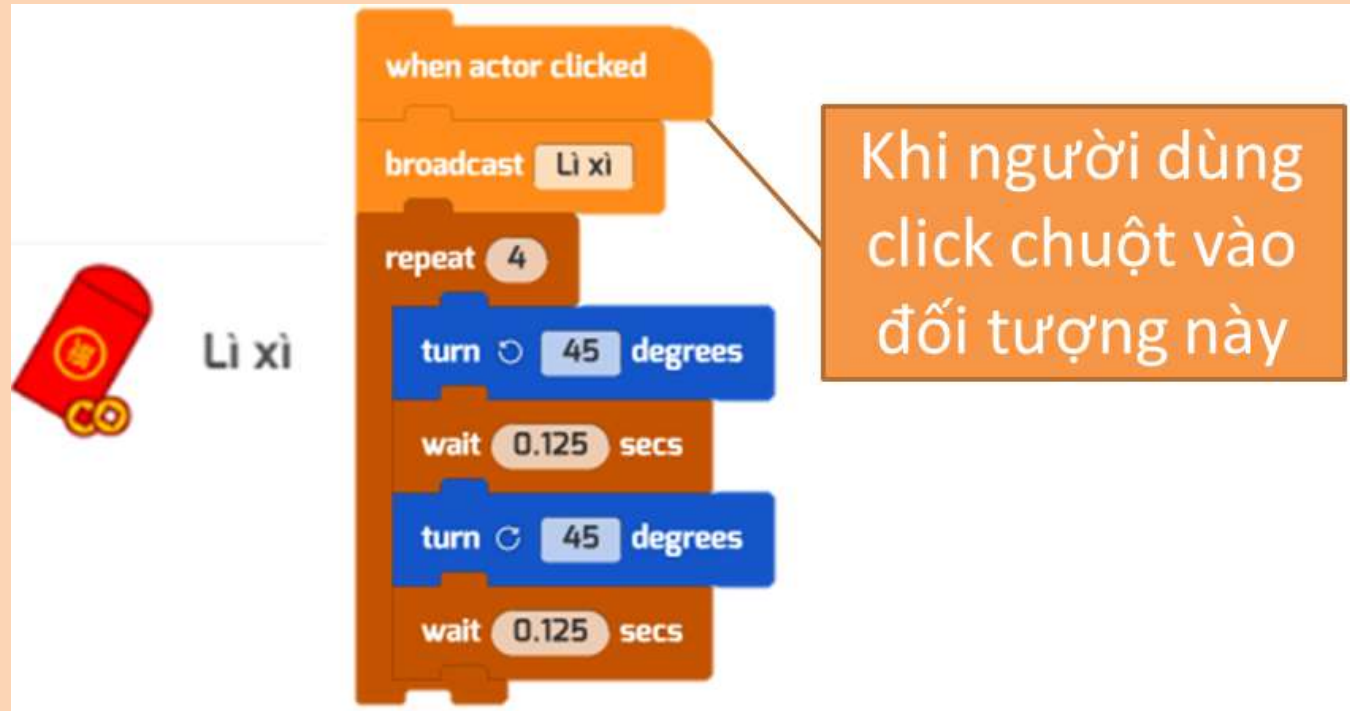 when actor clicked
broadcast Lì xì
repeat 4
turn 45 degrees
wait 0.125 secs
turn 45 degrees
wait 0.125 secs
Lì xì
Khi người dùng
click chuột vào
đối tượng này